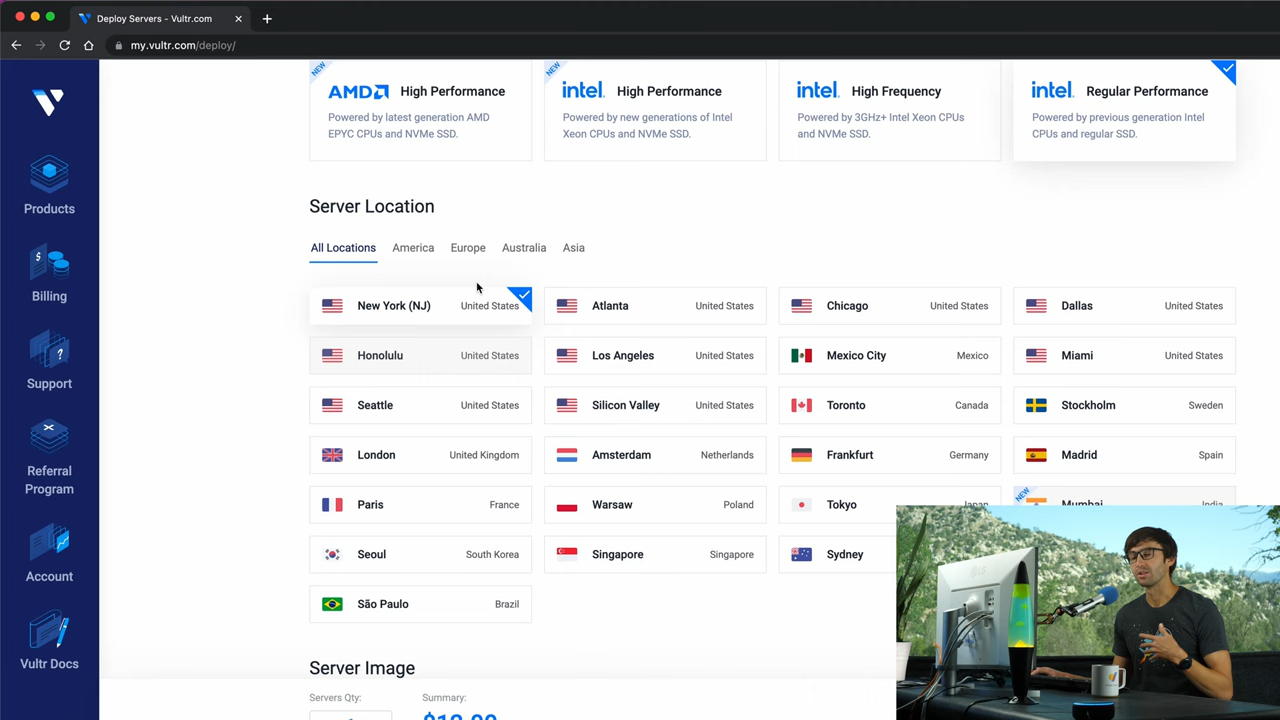 Deploy Servers - Vultr.com
my.vultr.com/deploy/
Products
Billing
Support
Referral
Program
Account
Vultr Docs
NEW
AMD High Performance
Powered by latest generation AMD
EPYC CPUs and NVMe SSD.
NEW
intel. High Performance
Powered by new generations of Intel
Xeon CPUs and NVMe SSD.
intel. High Frequency
Powered by 3GHz+ Intel Xeon CPUs
and NVMe SSD.
intel. Regular Performance
Powered by previous generation Intel
CPUs and regular SSD.
Server Location
All Locations America Europe Australia Asia
New York (NJ) United States
Atlanta United States
Chicago United States
Dallas United States
Honolulu United States
Los Angeles United States
Mexico City Mexico
Miami United States
Seattle United States
Silicon Valley United States
Toronto Canada
Stockholm Sweden
London United Kingdom
Amsterdam Netherlands
Frankfurt Germany
Madrid Spain
Paris France
Warsaw Poland
Tokyo Japan
NEW
Mumbai India
Seoul South Korea
Singapore Singapore
Sydney
São Paulo Brazil
Server Image
Servers Qty:
Summary:
LG